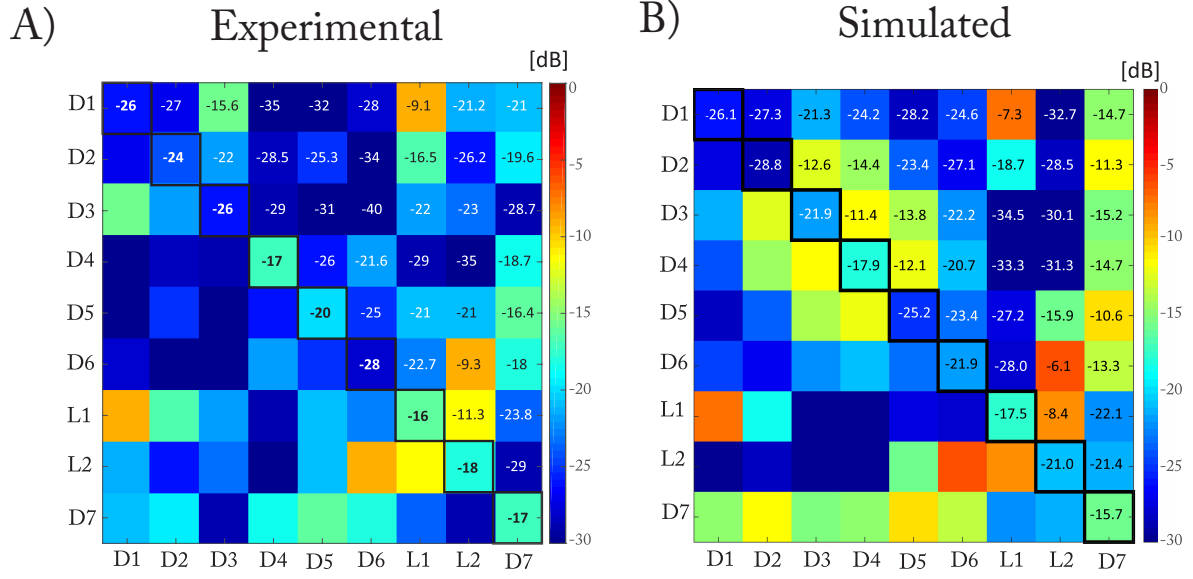 A)
Experimental
[dB]
D1 -26 -27 -15.6 -35 -32 -28 -9.1 -21.2 -21
D2 -24 -22 -28.5 -25.3 -34 -16.5 -26.2 -19.6
D3 -26 -29 -31 -40 -22 -23 -28.7
D4 -17 -26 -21.6 -29 -35 -18.7
D5 -20 -25 -21 -21 -16.4
D6 -28 -22.7 -9.3 -18
L1 -16 -11.3 -23.8
L2 -18 -29
D7 -17
D1 D2 D3 D4 D5 D6 L1 L2 D7
0
-5
-10
-15
-20
-25
-30
B)
Simulated
[dB]
D1 -26.1 -27.3 -21.3 -24.2 -28.2 -24.6 -7.3 -32.7 -14.7
D2 -28.8 -12.6 -14.4 -23.4 -27.1 -18.7 -28.5 -11.3
D3 -21.9 -11.4 -13.8 -22.2 -34.5 -30.1 -15.2
D4 -17.9 -12.1 -20.7 -33.3 -31.3 -14.7
D5 -25.2 -23.4 -27.2 -15.9 -10.6
D6 -21.9 -28.0 -6.1 -13.3
L1 -17.5 -8.4 -22.1
L2 -21.0 -21.4
D7 -15.7
D1 D2 D3 D4 D5 D6 L1 L2 D7
0
-5
-10
-15
-20
-25
-30